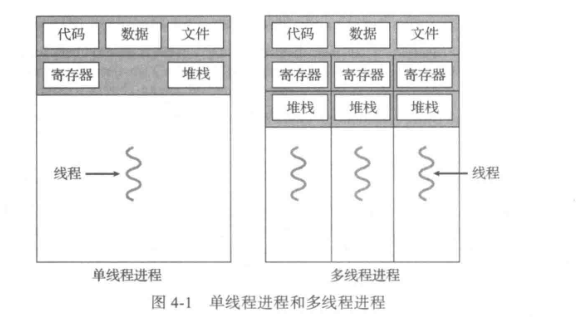 代码 数据 文件 代码 数据 文件
寄存器 堆栈 寄存器 寄存器 寄存器
堆栈 堆栈 堆栈
线程 线程
单线程进程 多线程进程
图 4-1 单线程进程和多线程进程